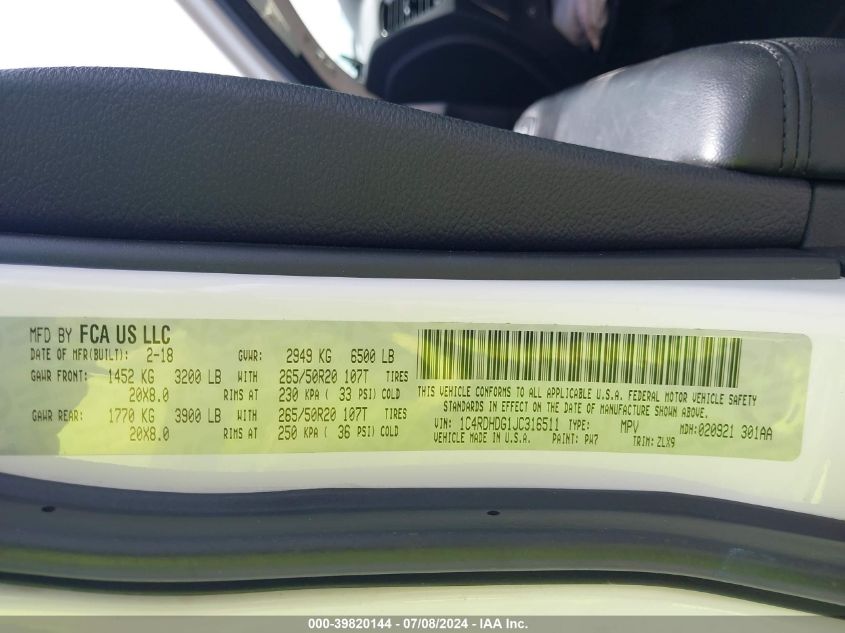 MFD BY FCA US LLC
DATE OF MFR(BUILT): 2-18 GVWR: 2949 KG 6500 LB
GAWR FRONT: 1452 KG 3200 LB WITH 265/50R20 107T TIRES
20X8.0 RIMS AT 230 KPA ( 33 PSI) COLD
GAWR REAR: 1770 KG 3900 LB WITH 265/50R20 107T TIRES
20X8.0 RIMS AT 250 KPA ( 36 PSI) COLD
THIS VEHICLE CONFORMS TO ALL APPLICABLE U.S.A. FEDERAL MOTOR VEHICLE SAFETY
STANDARDS IN EFFECT ON THE DATE OF MANUFACTURE SHOWN ABOVE.
VIN: 1C4RDHDG1JC316511 TYPE: MPV MDH: 020921 301AA
VEHICLE MADE IN U.S.A. PAINT: PW7 TRIM: ZLX9
000-39820144 - 07/08/2024 - IAA Inc.